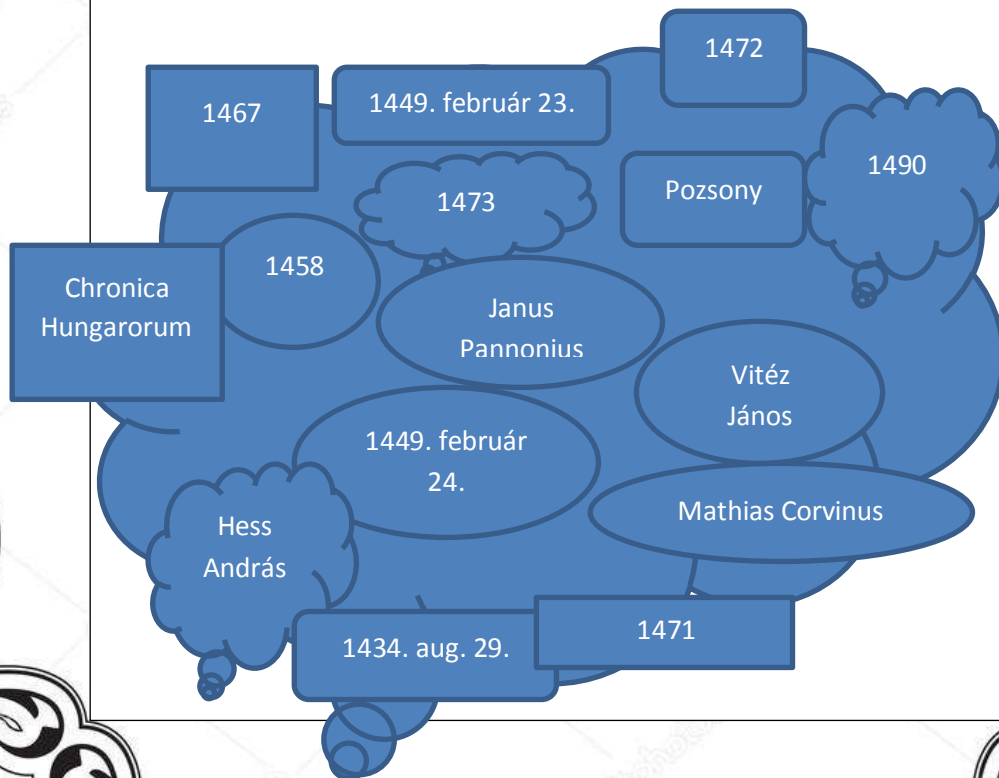 1472
1467
1449. február 23.
1490
Pozsony
1473
1458
Chronica
Hungarorum
Janus
Pannonius
Vitéz
János
1449. február
24.
Mathias Corvinus
Hess
András
1434. aug. 29.
1471